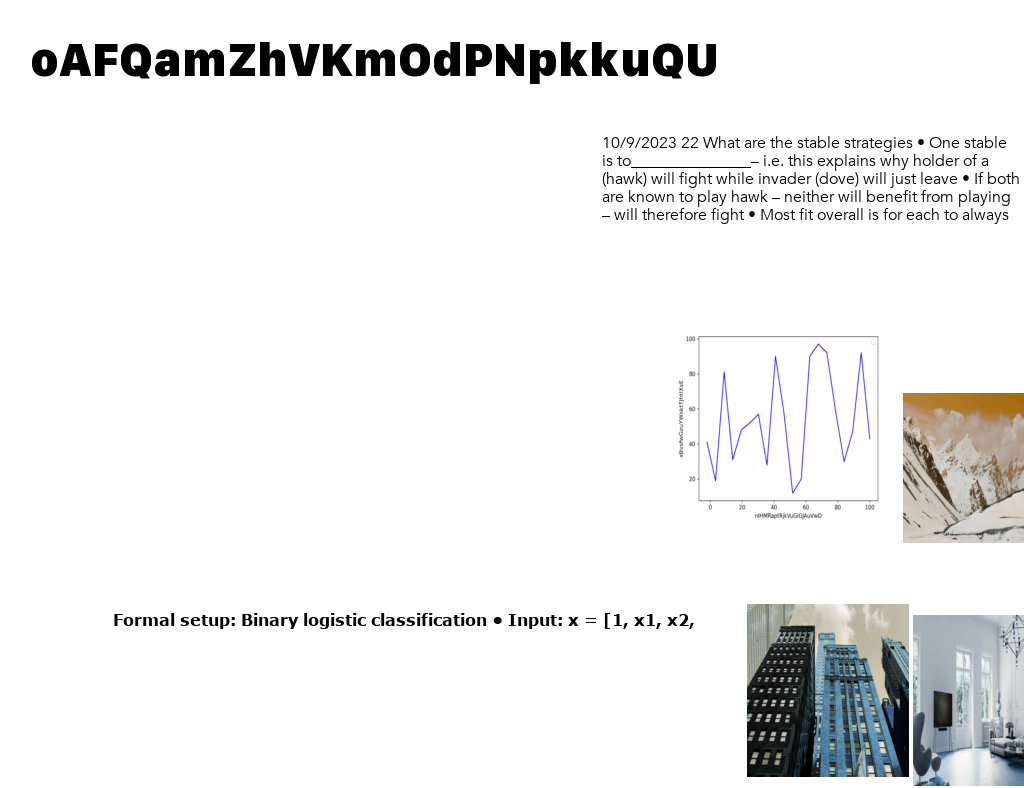 oAFQamZhVKmOdPNpkkuQU
10/9/2023 22 What are the stable strategies • One stable
is to_______________– i.e. this explains why holder of a
(hawk) will fight while invader (dove) will just leave • If both
are known to play hawk – neither will benefit from playing
– will therefore fight • Most fit overall is for each to always
100
80
60
40
20
0 20 40 60 80 100
Formal setup: Binary logistic classification • Input: x = [1, x1, x2,